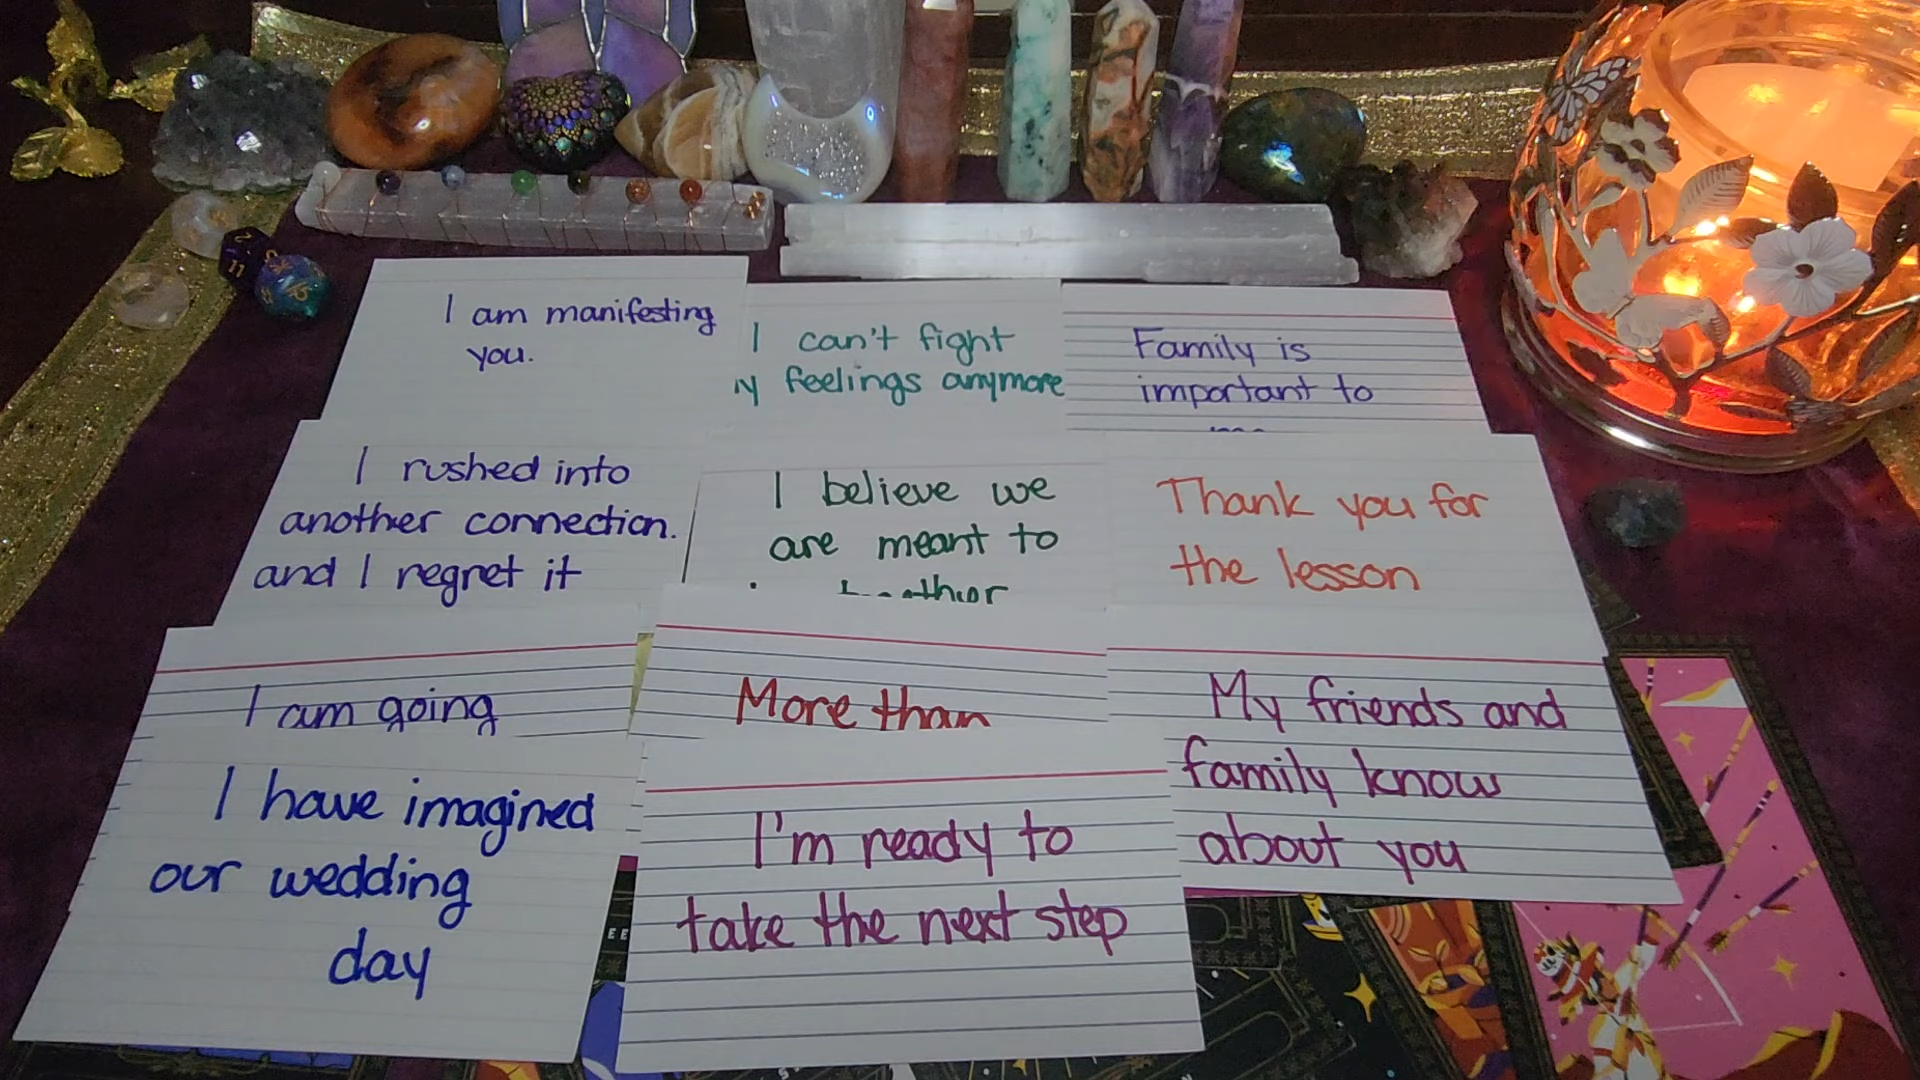 I am manifesting
you.
I can't fight
feelings anymore
Family is
important to
I rushed into
another connection.
and I regret it
I believe we
are meant to
Thank you for
the lesson
I am going
More than
My friends and
family know
about you
I have imagined
our wedding
day
I'm ready to
take the next step